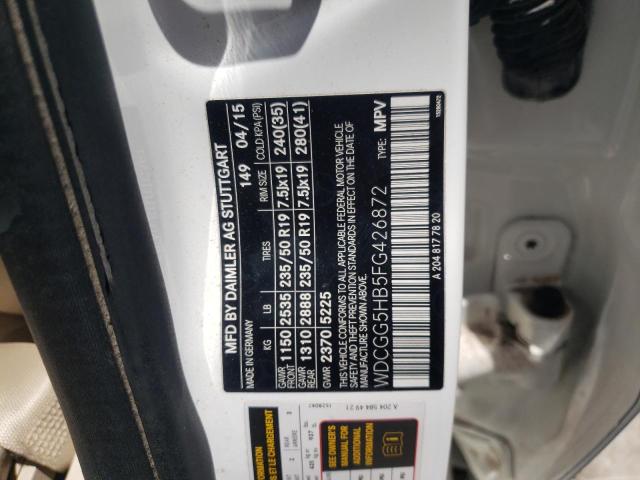 MFD BY DAIMLER AG STUTTGART
149 04/15
KG LB TIRES RIM SIZE COLD KPA (PSI)
GAWR FRONT 1150 2535 235/50 R19 7.5Jx19 240(35)
GAWR REAR 1310 2888 235/50 R19 7.5Jx19 280(41)
GVWR 2370 5225
THIS VEHICLE CONFORMS TO ALL APPLICABLE FEDERAL MOTOR VEHICLE
SAFETY AND THEFT PREVENTION STANDARDS IN EFFECT ON THE DATE OF
MANUFACTURE SHOWN ABOVE.
WDCGG5HB5FG426872 TYPE: MPV
A 204 817 78 20
A 204 584 49 21
SEE OWNER'S
MANUAL FOR
ADDITIONAL
INFORMATION
ET LE CHARGEMENT
REAR